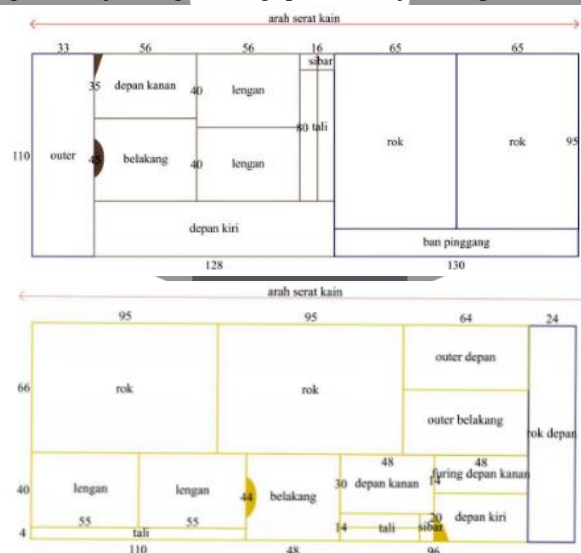 arah serat kain
33 56 56 16 65 65
sibar
35 depan kanan 40 lengan
80 tali
110 outer 45 belakang 40 lengan rok rok 95
depan kiri
ban pinggang
128 130
arah serat kain
95 95 64 24
outer depan
66 rok rok
outer belakang
rok depan
48 48
furing depan kanan
40 lengan lengan 44 belakang 30 depan kanan 14
55 55 20 depan kiri
4 tali 14 tali sibar
110 48 96